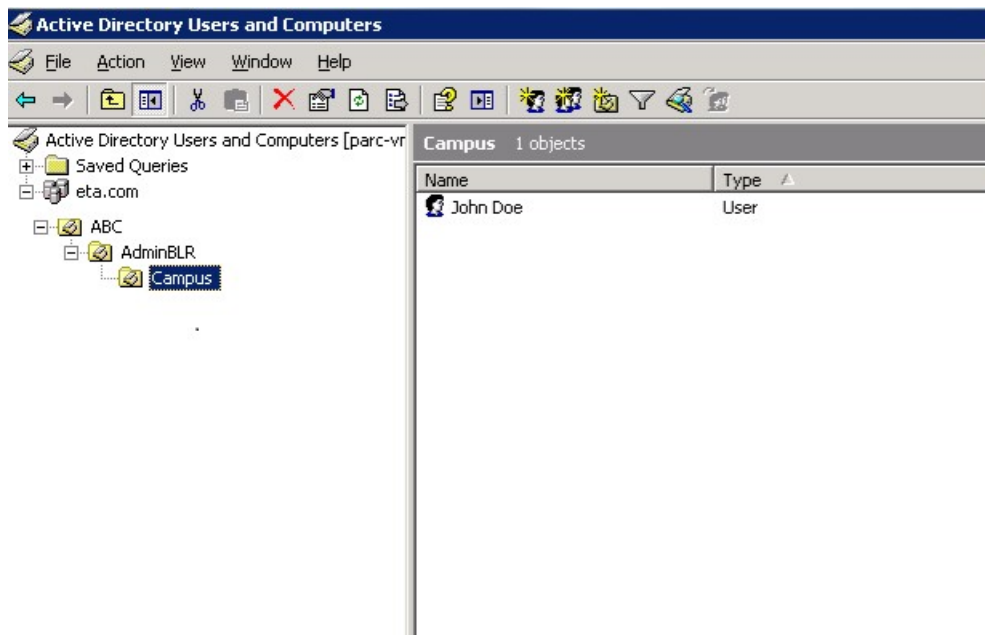 Active Directory Users and Computers
File Action View Window Help
Active Directory Users and Computers [parc-vr
Saved Queries
eta.com
ABC
AdminBLR
Campus
Campus 1 objects
Name Type
John Doe User